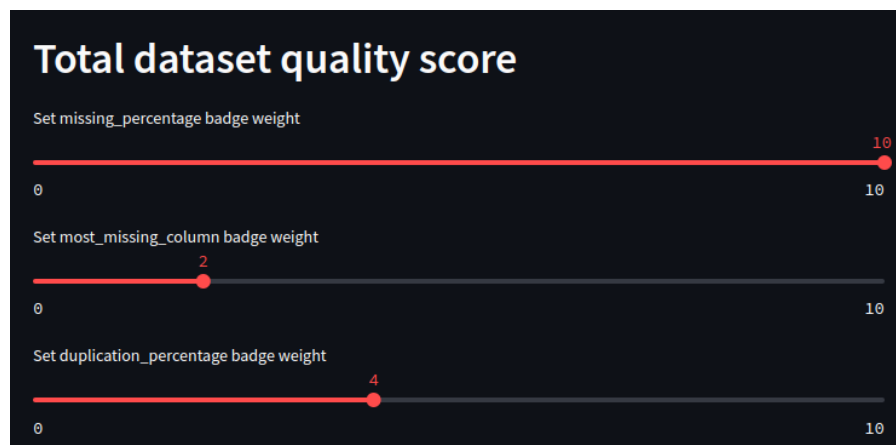 Total dataset quality score
Set missing_percentage badge weight
10
0 10
Set most_missing_column badge weight
2
0 10
Set duplication_percentage badge weight
4
0 10